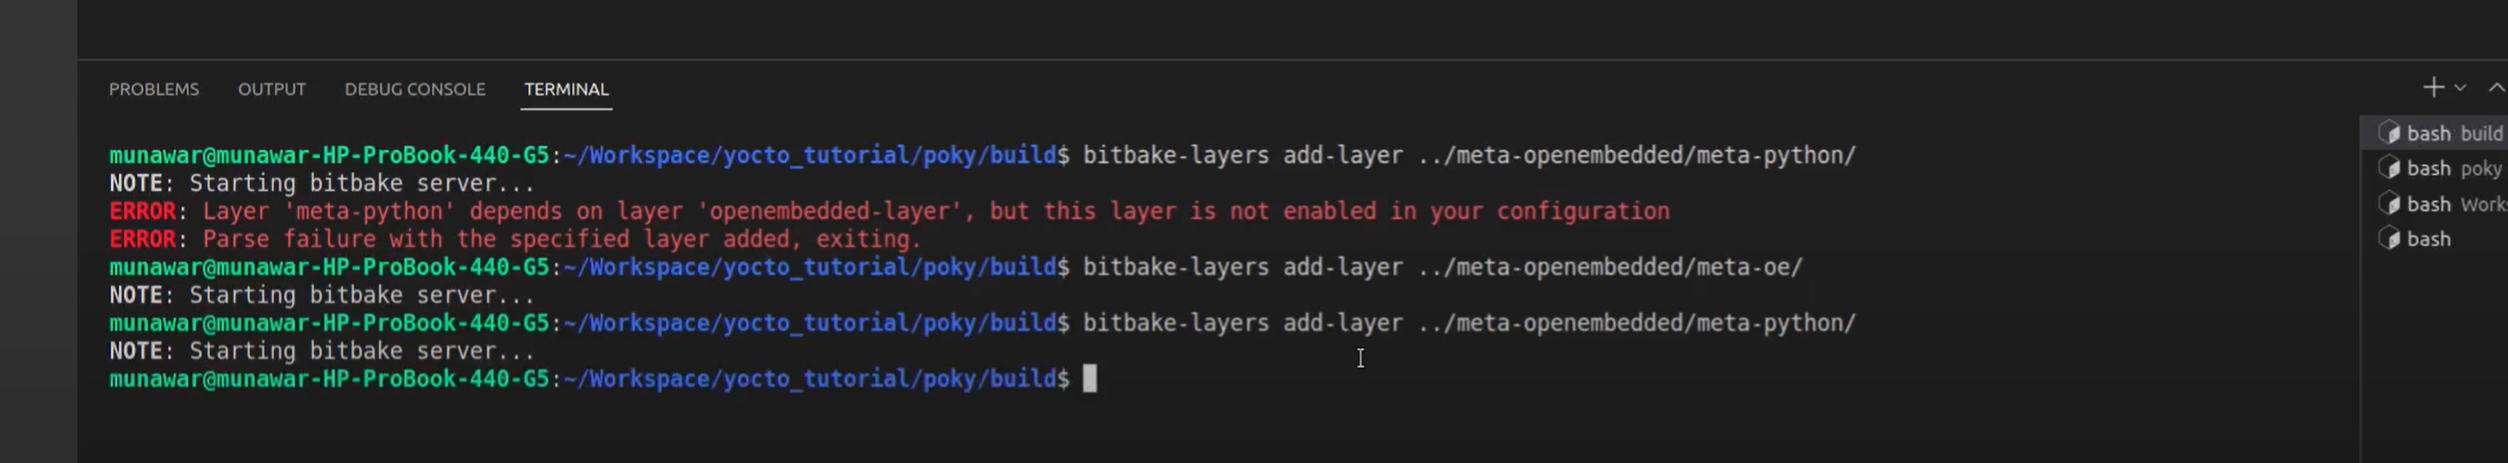 PROBLEMS OUTPUT DEBUG CONSOLE TERMINAL
munawar@munawar-HP-ProBook-440-G5:~/Workspace/yocto_tutorial/poky/build$ bitbake-layers add-layer ../meta-openembedded/meta-python/
NOTE: Starting bitbake server...
ERROR: Layer 'meta-python' depends on layer 'openembedded-layer', but this layer is not enabled in your configuration
ERROR: Parse failure with the specified layer added, exiting.
munawar@munawar-HP-ProBook-440-G5:~/Workspace/yocto_tutorial/poky/build$ bitbake-layers add-layer ../meta-openembedded/meta-oe/
NOTE: Starting bitbake server...
munawar@munawar-HP-ProBook-440-G5:~/Workspace/yocto_tutorial/poky/build$ bitbake-layers add-layer ../meta-openembedded/meta-python/
NOTE: Starting bitbake server...
munawar@munawar-HP-ProBook-440-G5:~/Workspace/yocto_tutorial/poky/build$
bash build
bash poky
bash Works
bash